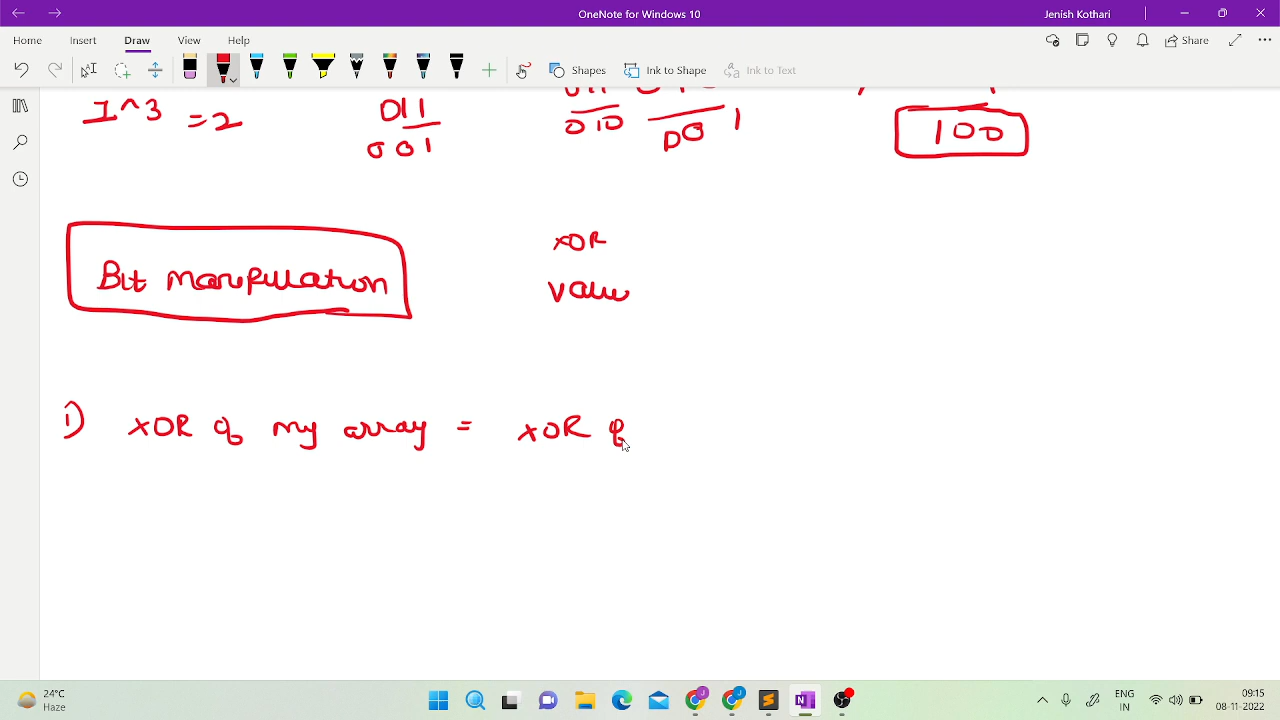 OneNote for Windows 10
Jenish Kothari
Home Insert Draw View Help
Share
Shapes
Ink to Shape
Ink to Text
I^3 =2
011
001
010
001
100
Bit manipulation
XOR
value
1) XOR of my array = XOR of
24°C
Haze
ENG
IN
09:15
08-11-2022